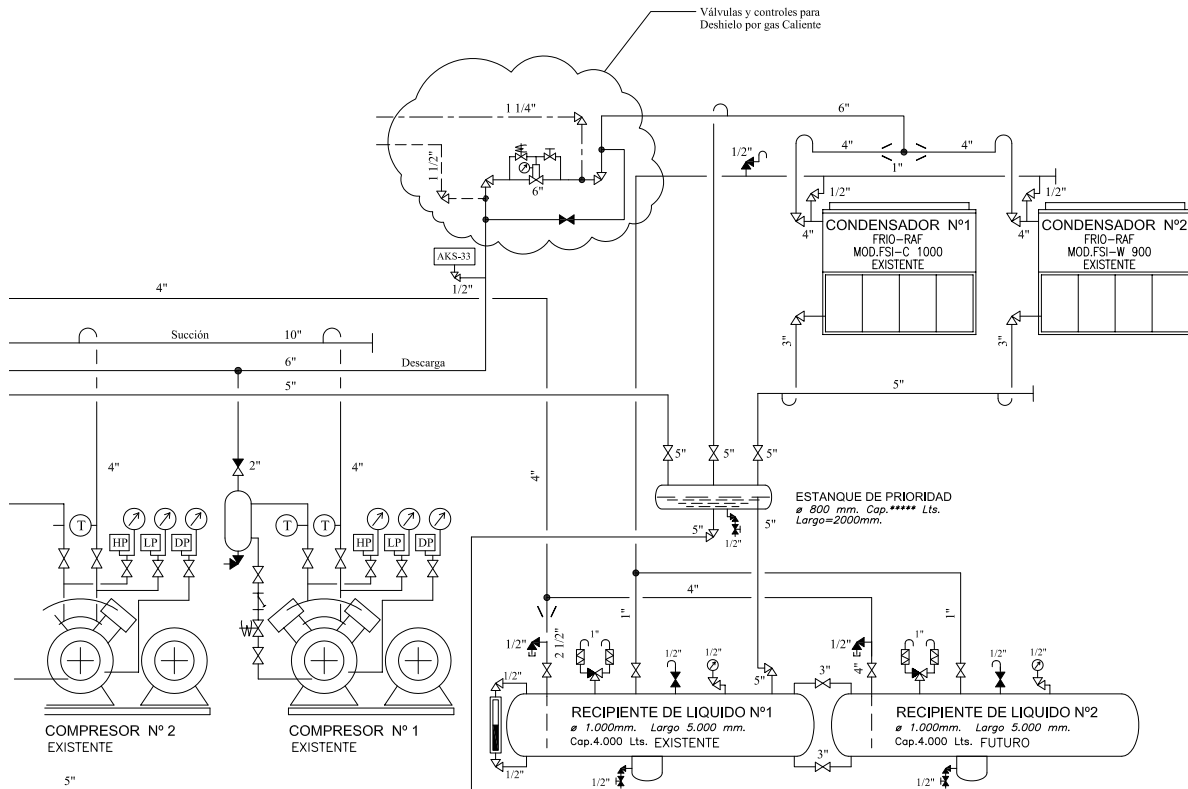 Válvulas y controles para
Deshielo por gas Caliente
1 1/4"
6"
1 1/2"
6"
1/2"
4"
4"
1"
1/2"
1/2"
4"
4"
CONDENSADOR Nº1
FRIO-RAF
MOD.FSI-C 1000
EXISTENTE
CONDENSADOR Nº2
FRIO-RAF
MOD.FSI-W 900
EXISTENTE
AKS-33
1/2"
4"
Succión
10"
6"
Descarga
5"
3"
3"
5"
4"
2"
4"
4"
5"
5"
5"
ESTANQUE DE PRIORIDAD
ø 800 mm. Cap.***** Lts.
Largo=2000mm.
5"
1/2"
5"
T
T
T
HP
LP
DP
HP
LP
DP
4"
1"
1"
1/2"
2 1/2"
1"
1/2"
1/2"
5"
3"
1/2"
4"
1"
1/2"
1/2"
1/2"
RECIPIENTE DE LIQUIDO Nº1
ø 1.000mm. Largo 5.000 mm.
Cap.4.000 Lts. EXISTENTE
RECIPIENTE DE LIQUIDO Nº2
ø 1.000mm. Largo 5.000 mm.
Cap.4.000 Lts. FUTURO
3"
1/2"
1/2"
1/2"
COMPRESOR Nº 2
EXISTENTE
COMPRESOR Nº 1
EXISTENTE
5"